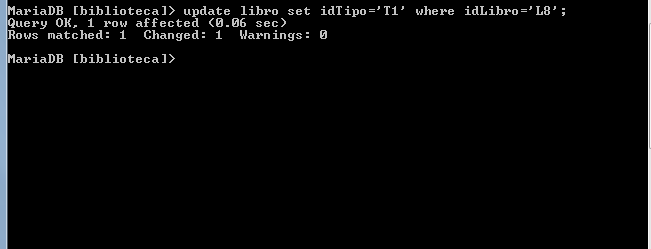 MariaDB [biblioteca]> update libro set idTipo='T1' where idLibro='L8';
Query OK, 1 row affected (0.06 sec)
Rows matched: 1  Changed: 1  Warnings: 0
MariaDB [biblioteca]>